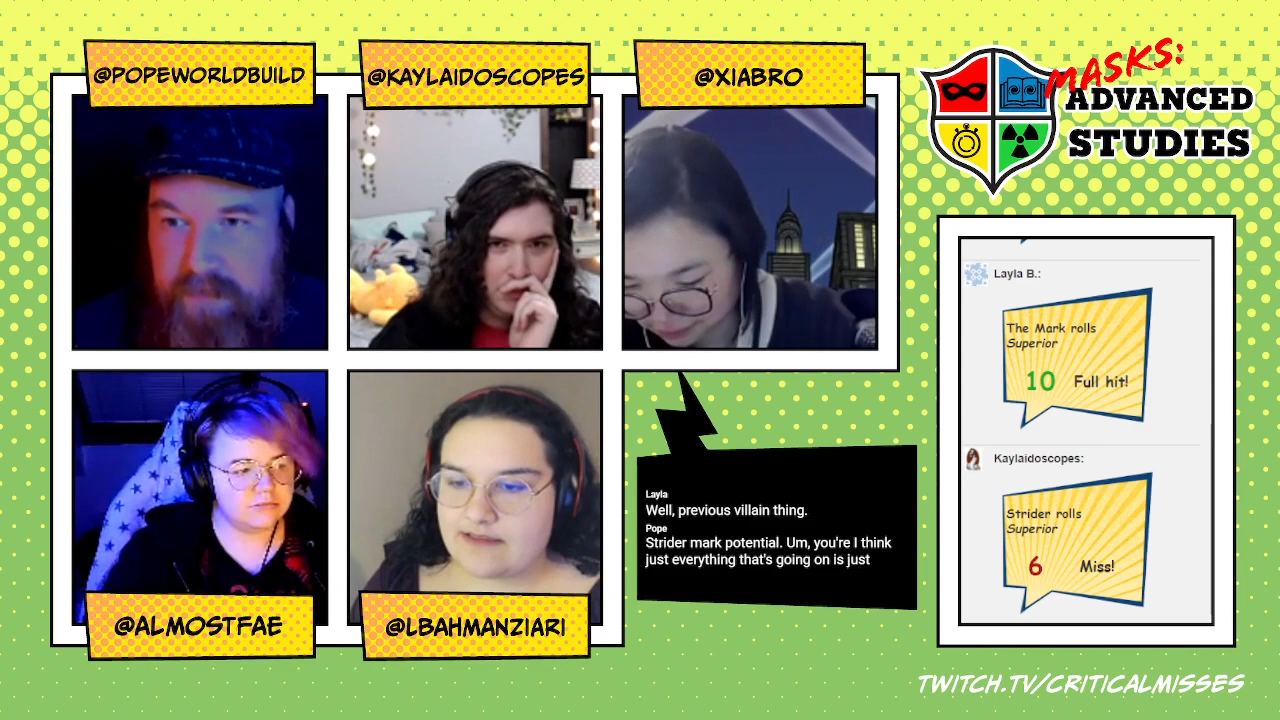 @POPEWORLDBUILD
@KAYLAIDOSCOPES
@XIABRO
MASKS:
ADVANCED
STUDIES
Layla B.:
The Mark rolls
Superior
10 Full hit!
Kaylaidoscopes:
Strider rolls
Superior
6 Miss!
Layla
Well, previous villain thing.
Pope
Strider mark potential. Um, you're I think
just everything that's going on is just
@ALMOSTFAE
@LBAHMANZIARI
TWITCH.TV/CRITICALMISSES